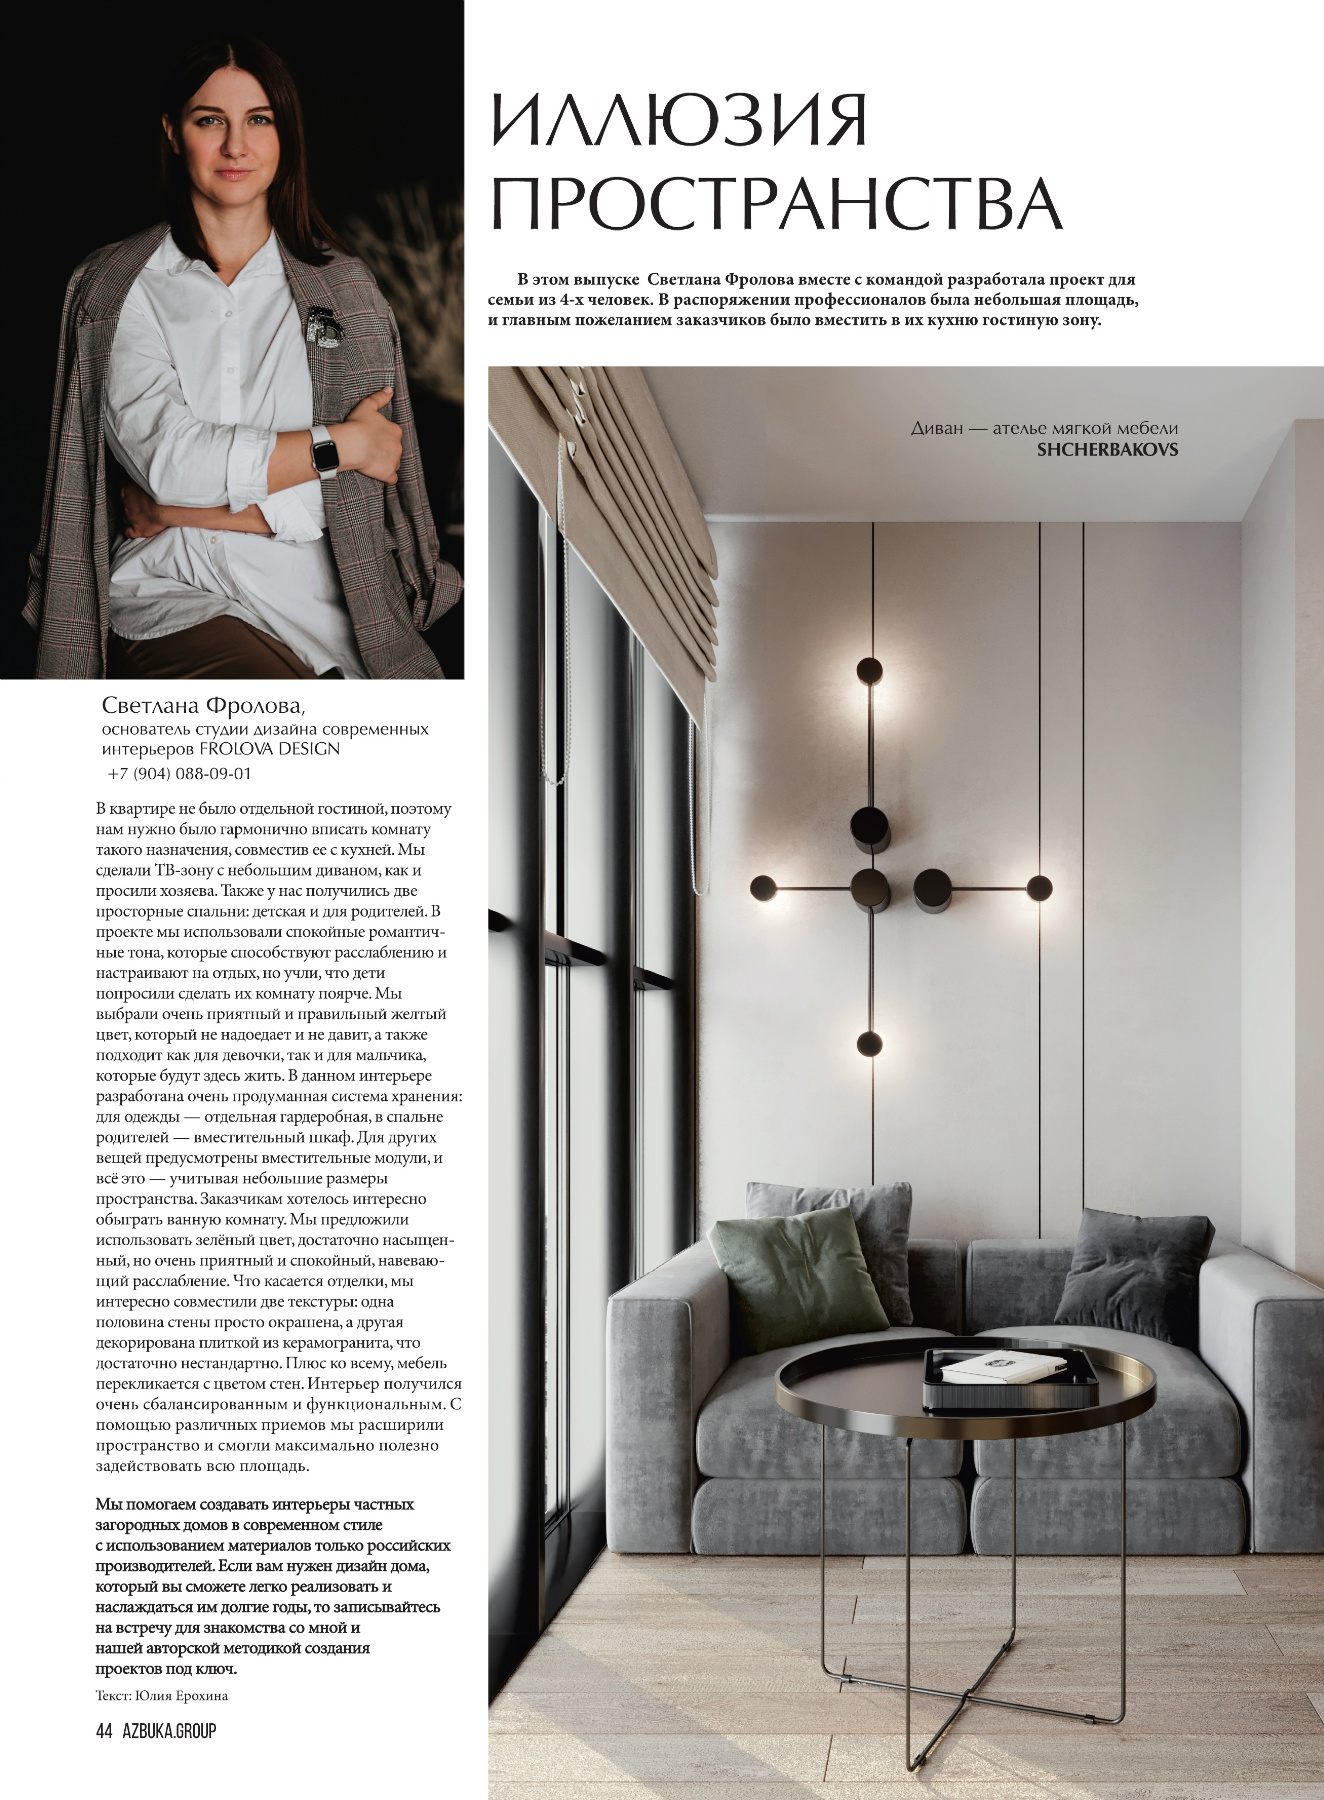 ИЛЛЮЗИЯ
ПРОСТРАНСТВА
В этом выпуске Светлана Фролова вместе с командой разработала проект для
семьи из 4-х человек. В распоряжении профессионалов была небольшая площадь,
и главным пожеланием заказчиков было вместить в их кухню гостиную зону.
Диван — ателье мягкой мебели
SHCHERBAKOVS
Светлана Фролова,
основатель студии дизайна современных
интерьеров FROLOVA DESIGN
+7 (904) 088-09-01
В квартире не было отдельной гостиной, поэтому
нам нужно было гармонично вписать комнату
такого назначения, совместив ее с кухней. Мы
сделали ТВ-зону с небольшим диваном, как и
просили хозяева. Также у нас получились две
просторные спальни: детская и для родителей. В
проекте мы использовали спокойные романтич-
ные тона, которые способствуют расслаблению и
настраивают на отдых, но учли, что дети
попросили сделать их комнату поярче. Мы
выбрали очень приятный и правильный желтый
цвет, который не надоедает и не давит, а также
подходит как для девочки, так и для мальчика,
которые будут здесь жить. В данном интерьере
разработана очень продуманная система хранения:
для одежды — отдельная гардеробная, в спальне
родителей — вместительный шкаф. Для других
вещей предусмотрены вместительные модули, и
всё это — учитывая небольшие размеры
пространства. Заказчикам хотелось интересно
обыграть ванную комнату. Мы предложили
использовать зелёный цвет, достаточно насыщен-
ный, но очень приятный и спокойный, навеваю-
щий расслабление. Что касается отделки, мы
интересно совместили две текстуры: одна
половина стены просто окрашена, а другая
декорирована плиткой из керамогранита, что
достаточно нестандартно. Плюс ко всему, мебель
перекликается с цветом стен. Интерьер получился
очень сбалансированным и функциональным. С
помощью различных приемов мы расширили
пространство и смогли максимально полезно
задействовать всю площадь.
Мы помогаем создавать интерьеры частных
загородных домов в современном стиле
с использованием материалов только российских
производителей. Если вам нужен дизайн дома,
который вы сможете легко реализовать и
наслаждаться им долгие годы, то записывайтесь
на встречу для знакомства со мной и
нашей авторской методикой создания
проектов под ключ.
Текст: Юлия Ерохина
44 AZBUKA.GROUP